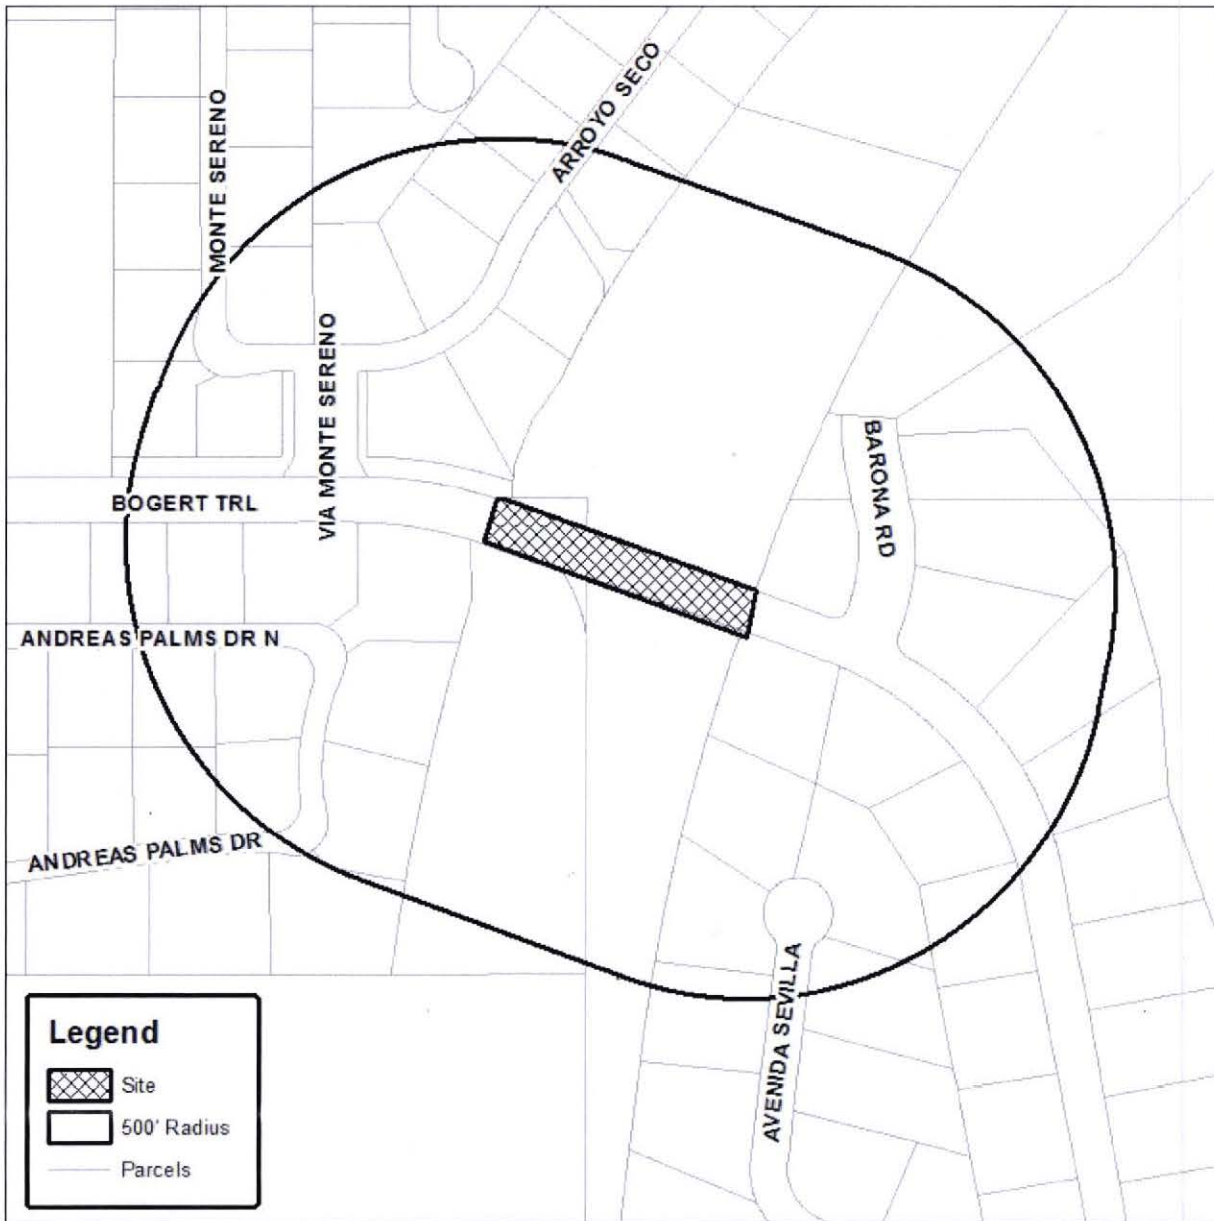 ARROYO SECO
MONTE SERENO
VIA MONTE SERENO
BARONA RD
BOGERT TRL
ANDREAS PALMS DR N
ANDREAS PALMS DR
AVENIDA SEVILLA
Legend
Site
500' Radius
Parcels